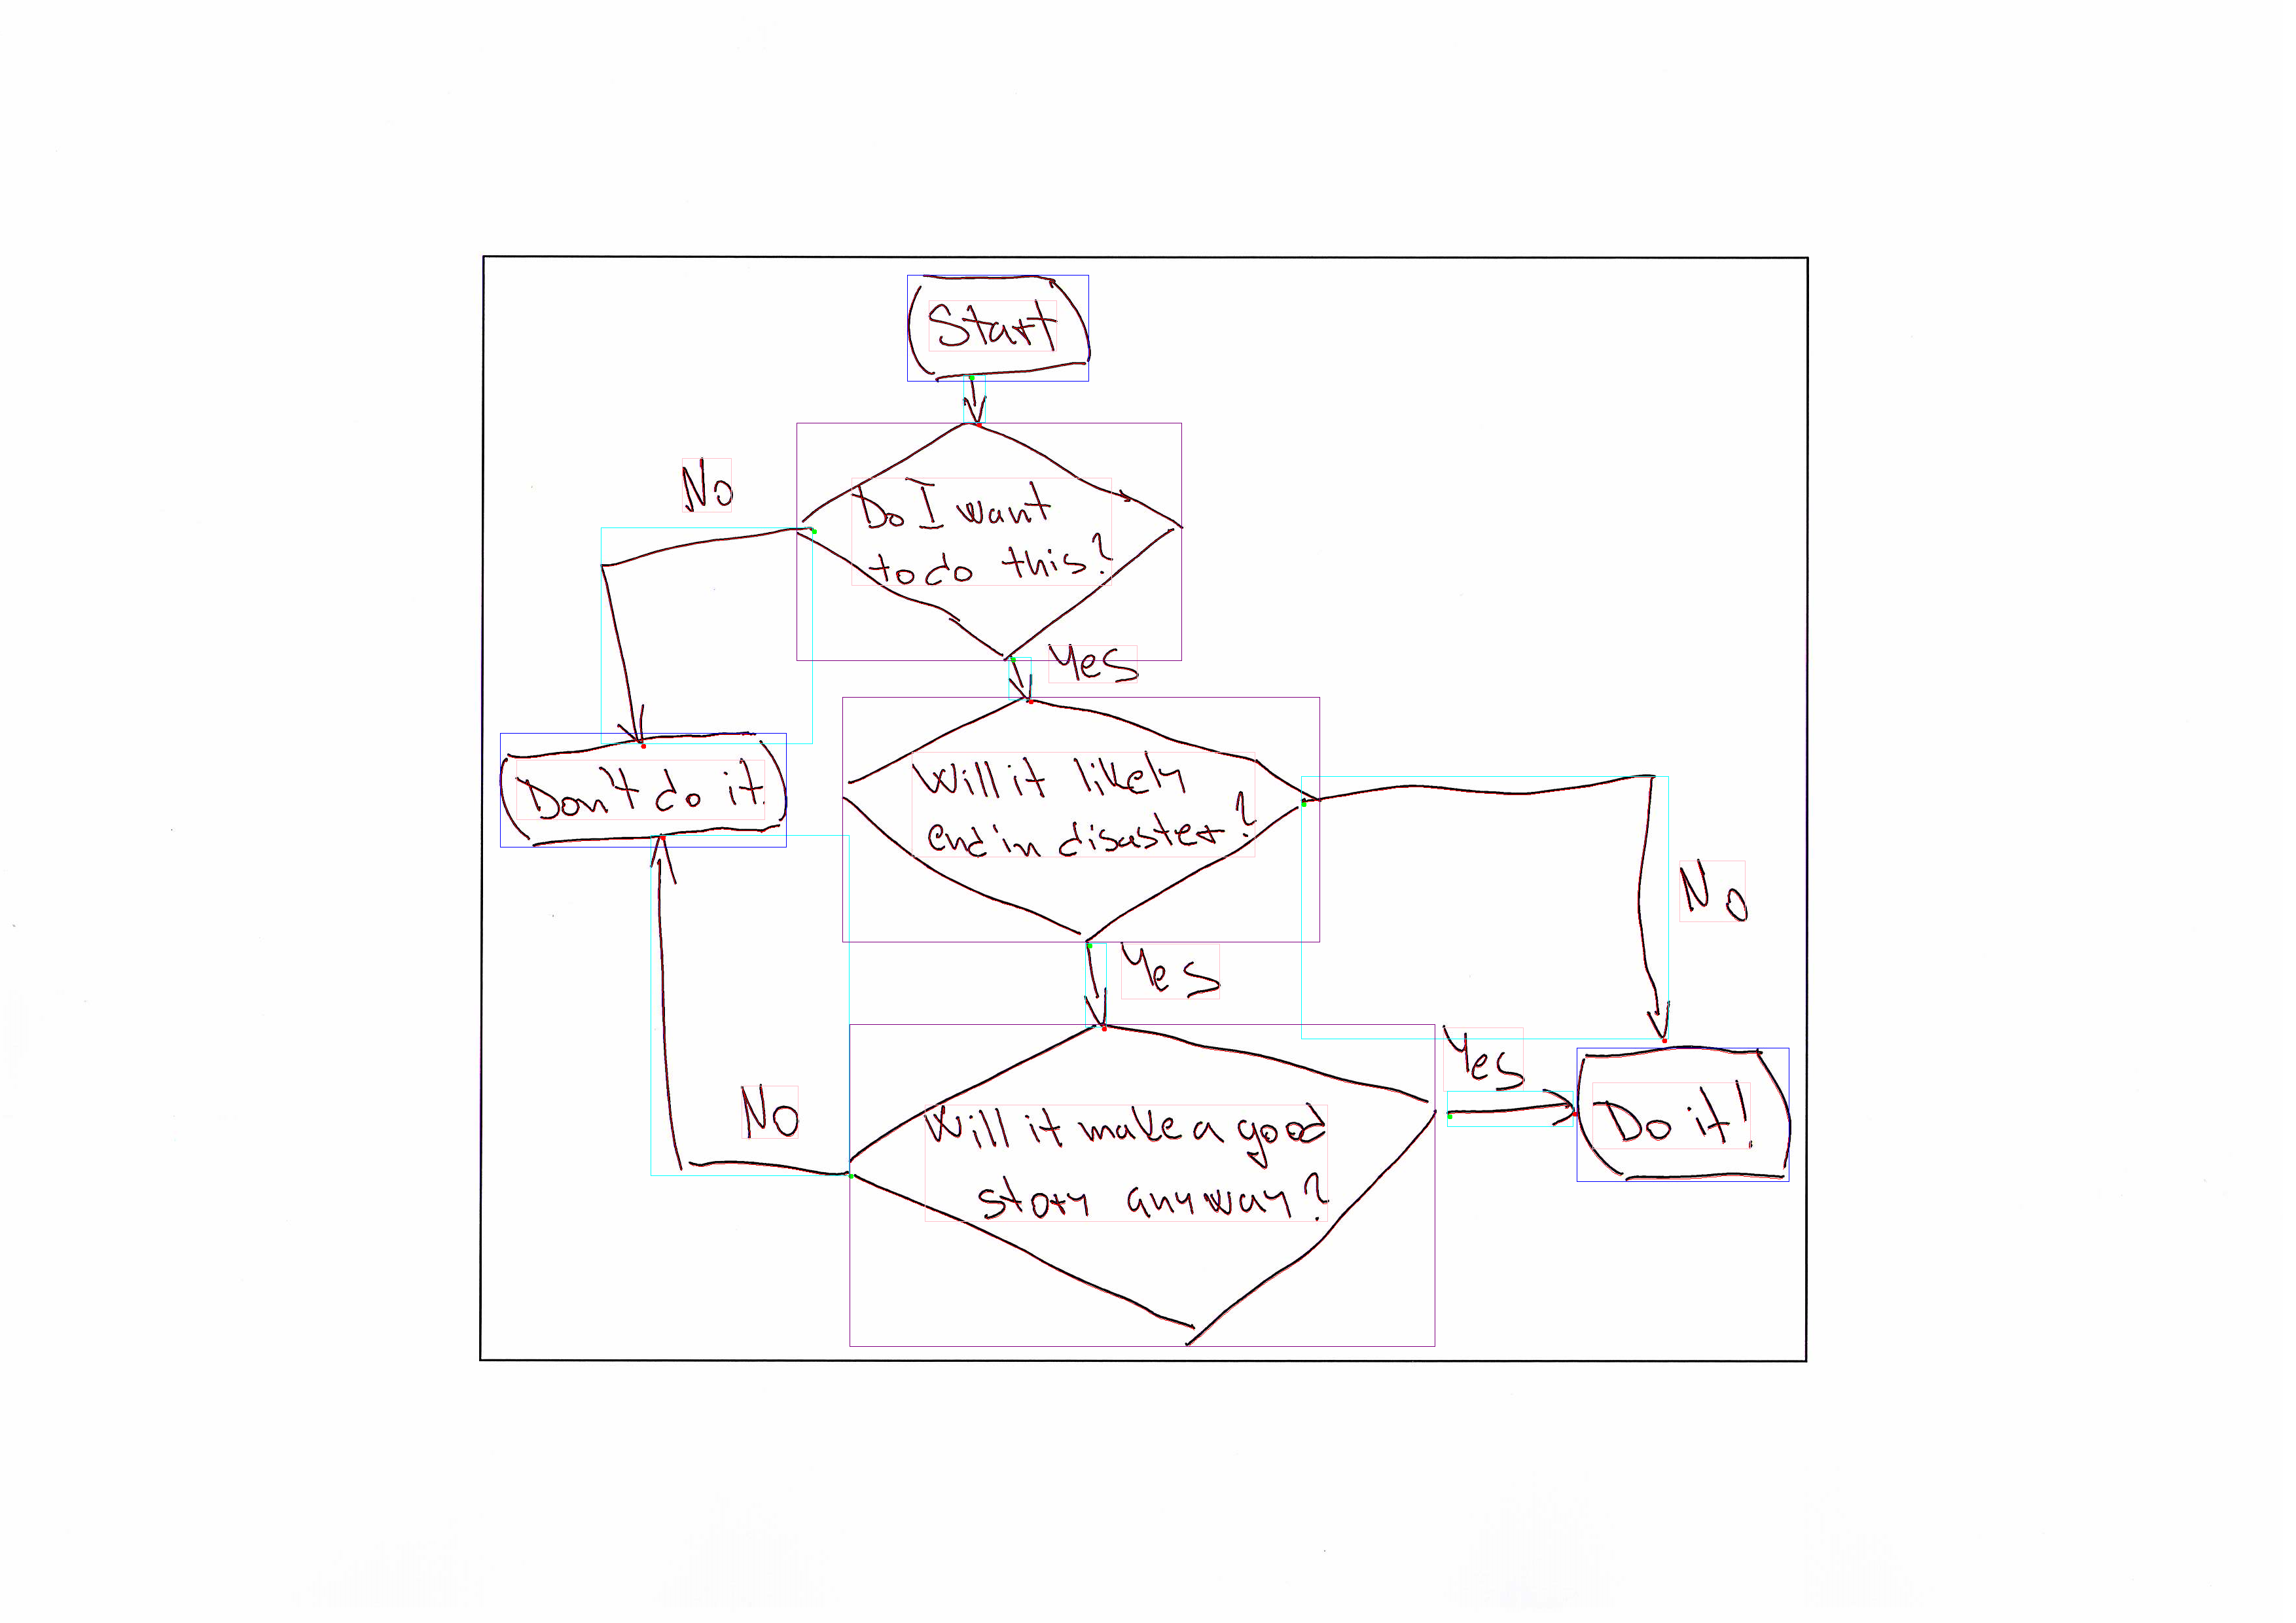 Start
No
Do I want
to do this?
Yes
Don't do it.
Will it likely
end in disaster?
No
Yes
Yes
No
Will it make a good
story anyway?
Do it!